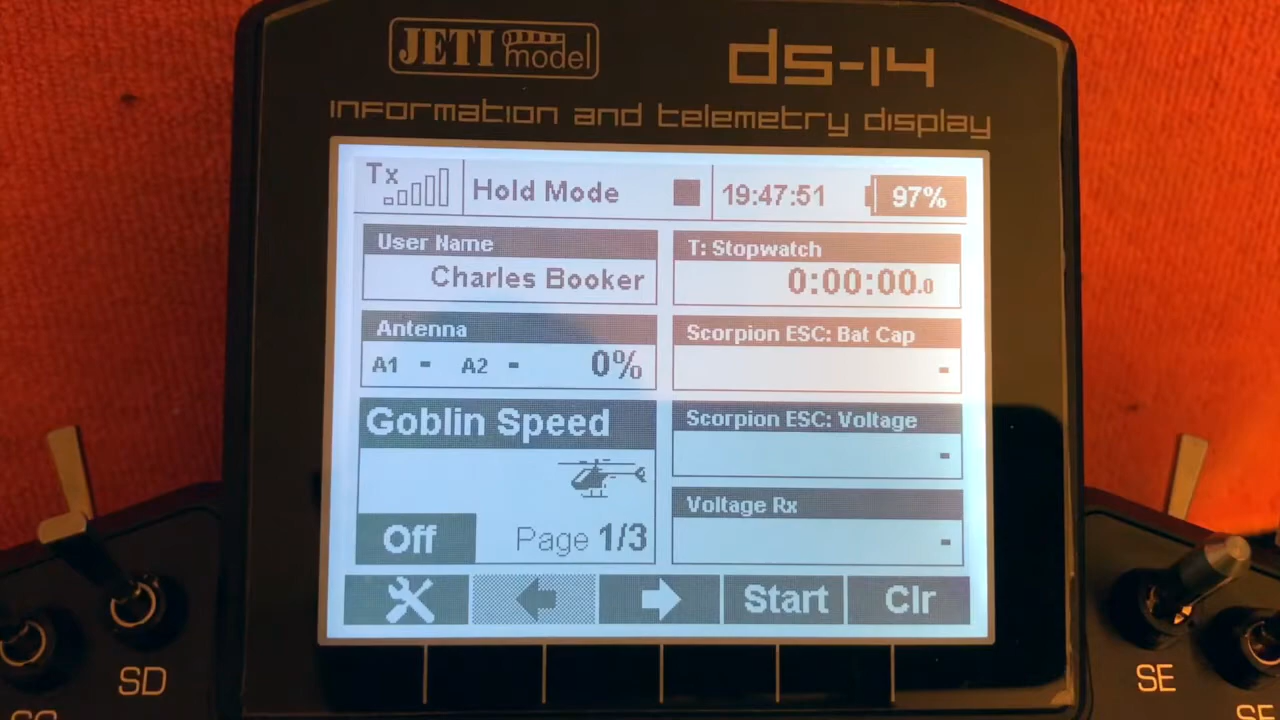 JETI model
DS-14
INFORMATION AND TELEMETRY DISPLAY
Tx
Hold Mode
19:47:51
97%
User Name
Charles Booker
T: Stopwatch
0:00:00.0
Antenna
A1 - A2 - 0%
Scorpion ESC: Bat Cap
-
Goblin Speed
Scorpion ESC: Voltage
-
Off
Page 1/3
Voltage Rx
-
Start
Clr
SD
SE